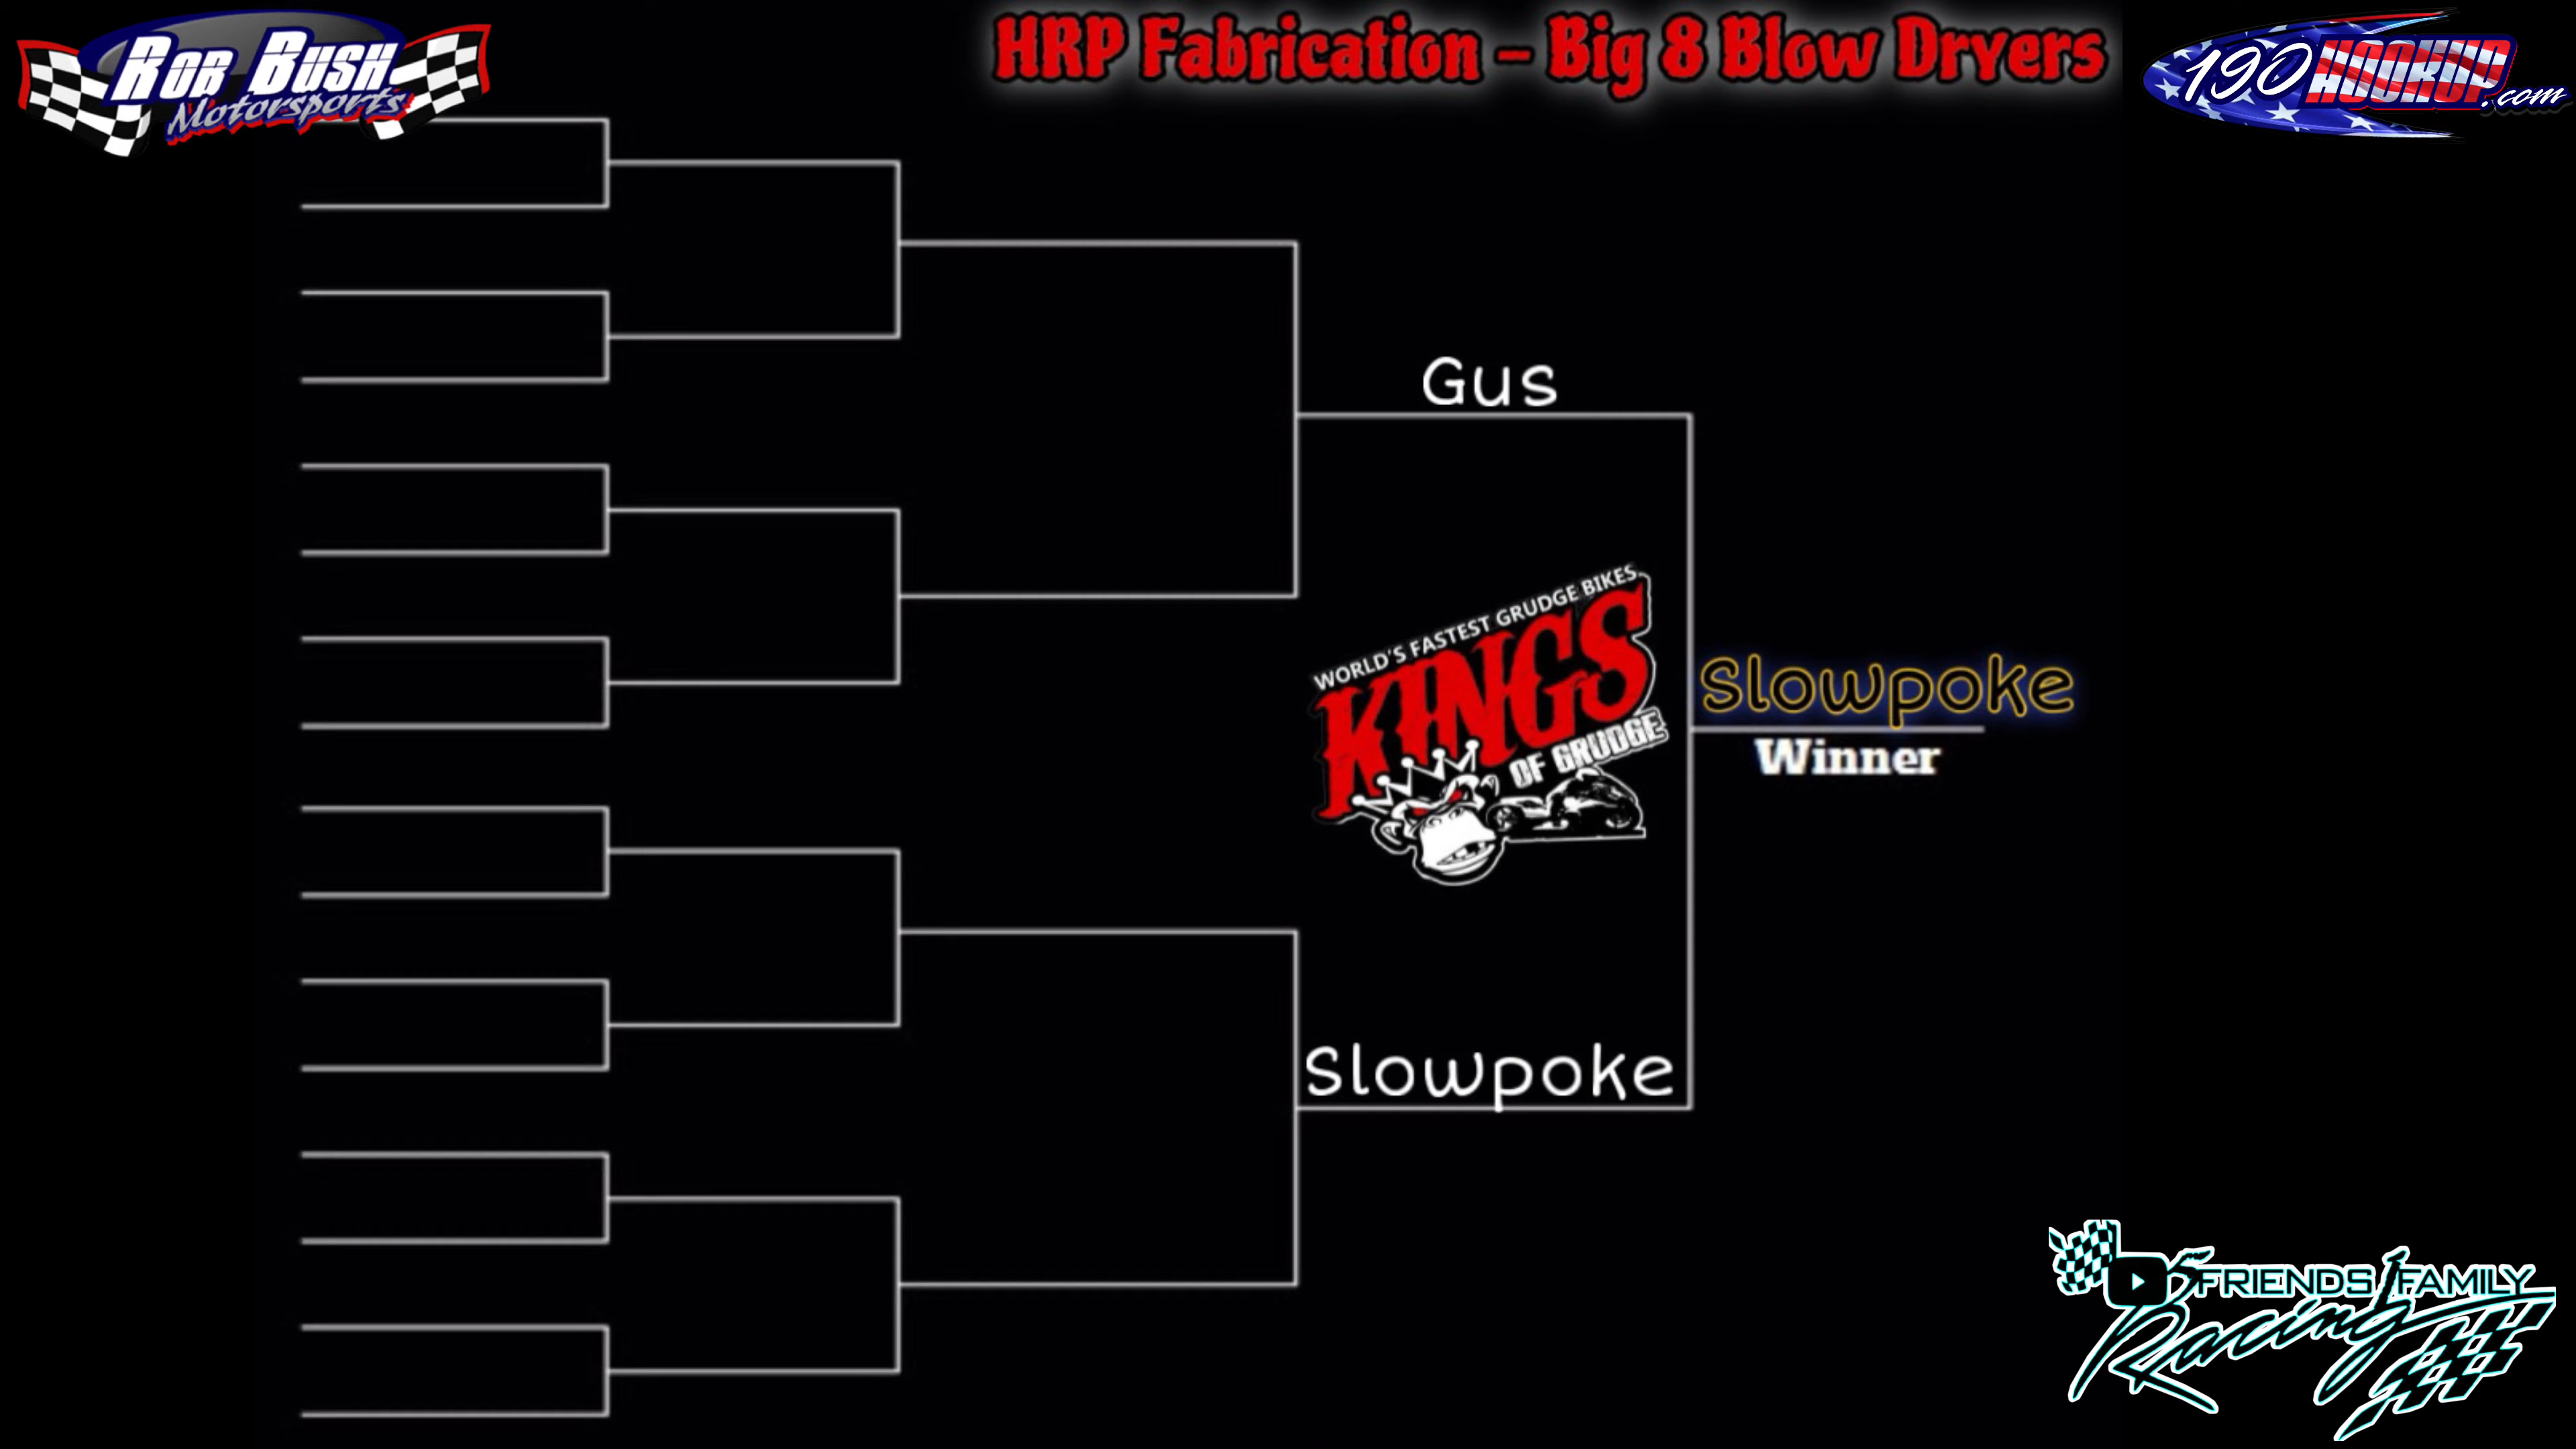 ROB BUSH
Motorsports
HRP Fabrication - Big 8 Blow Dryers
190HOOKUP.com
Gus
WORLD'S FASTEST GRUDGE BIKES
KINGS
OF GRUDGE
Slowpoke
Winner
Slowpoke
FRIENDS FAMILY
Racing